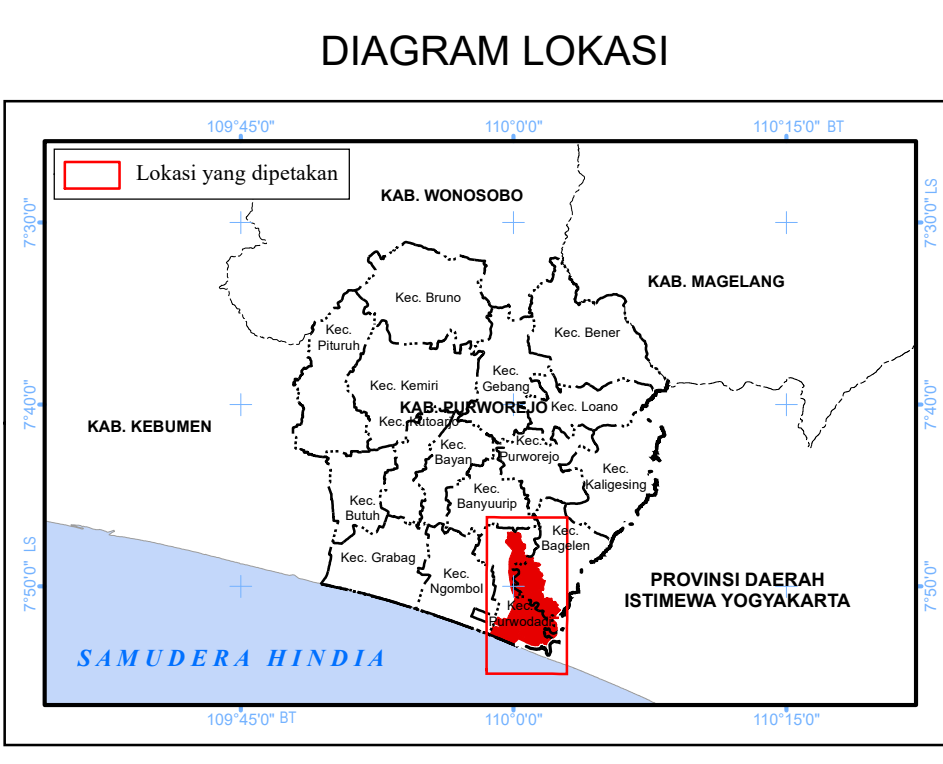 DIAGRAM LOKASI
109°45'0"
110°0'0"
110°15'0" BT
Lokasi yang dipetakan
KAB. WONOSOBO
7°30'0"
7°30'0" LS
KAB. MAGELANG
Kec. Bruno
Kec.
Pituruh
Kec. Bener
Kec.
Gebang
Kec. Kemiri
7°40'0"
KAB. PURWOREJO
Kec. Loano
7°40'0"
KAB. KEBUMEN
Kec. Kutoarjo
Kec.
Bayan
Kec.
Purworejo
Kec.
Kaligesing
Kec.
Banyuurip
Kec.
Butuh
Kec.
Bagelen
Kec. Grabag
Kec.
Ngombol
7°50'0" LS
7°50'0"
PROVINSI DAERAH
ISTIMEWA YOGYAKARTA
Kec.
Purwodadi
SAMUDERA HINDIA
109°45'0" BT
110°0'0"
110°15'0"